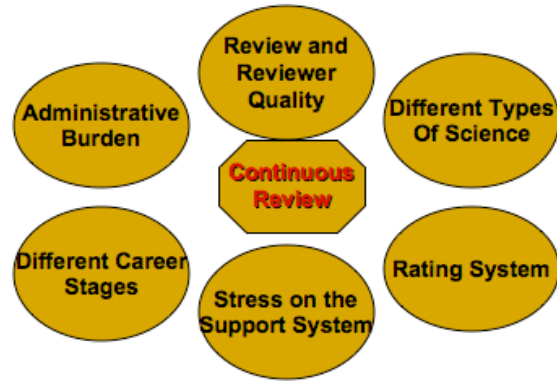 Review and
Reviewer
Quality
Administrative
Burden
Different Types
Of Science
Continuous
Review
Different Career
Stages
Rating System
Stress on the
Support System